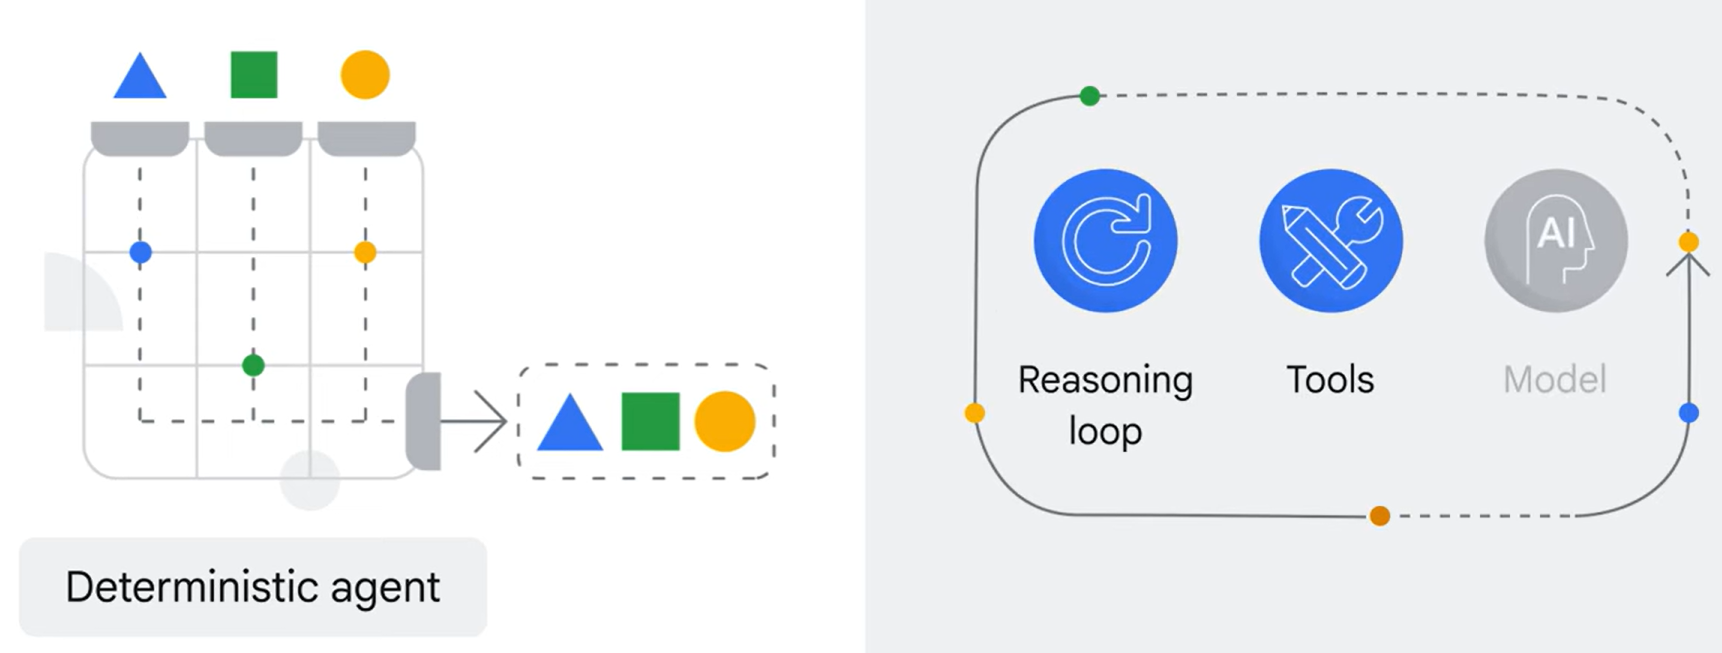 Deterministic agent
Reasoning
loop
Tools
AI
Model